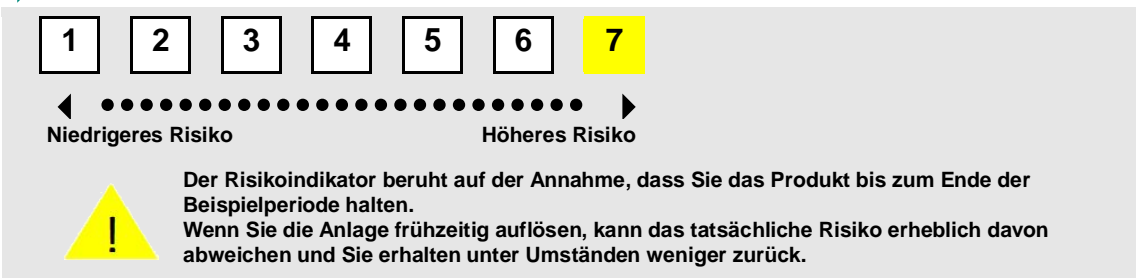 1 2 3 4 5 6 7
Niedrigeres Risiko Höheres Risiko
! Der Risikoindikator beruht auf der Annahme, dass Sie das Produkt bis zum Ende der
Beispielperiode halten.
Wenn Sie die Anlage frühzeitig auflösen, kann das tatsächliche Risiko erheblich davon
abweichen und Sie erhalten unter Umständen weniger zurück.